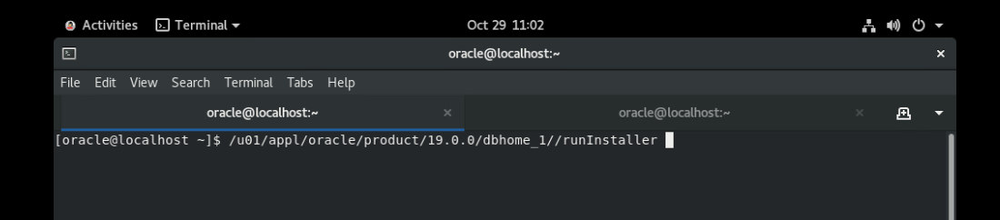 Activities Terminal Oct 29 11:02
oracle@localhost:~ ×
File Edit View Search Terminal Tabs Help
oracle@localhost:~ × oracle@localhost:~ ×
[oracle@localhost ~]$ /u01/appl/oracle/product/19.0.0/dbhome_1//runInstaller